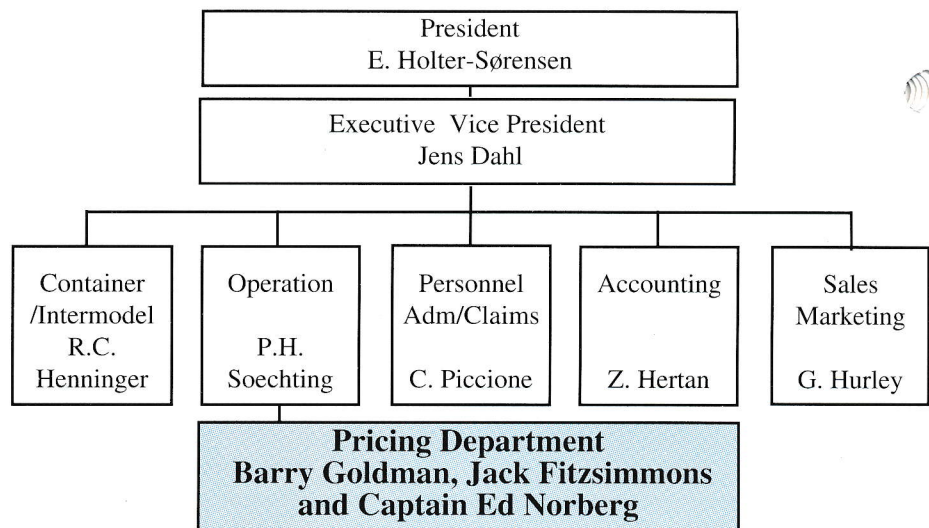 President
E. Holter-Sørensen
Executive Vice President
Jens Dahl
Container
/Intermodel
R.C.
Henninger
Operation
P.H.
Soechting
Personnel
Adm/Claims
C. Piccione
Accounting
Z. Hertan
Sales
Marketing
G. Hurley
Pricing Department
Barry Goldman, Jack Fitzsimmons
and Captain Ed Norberg